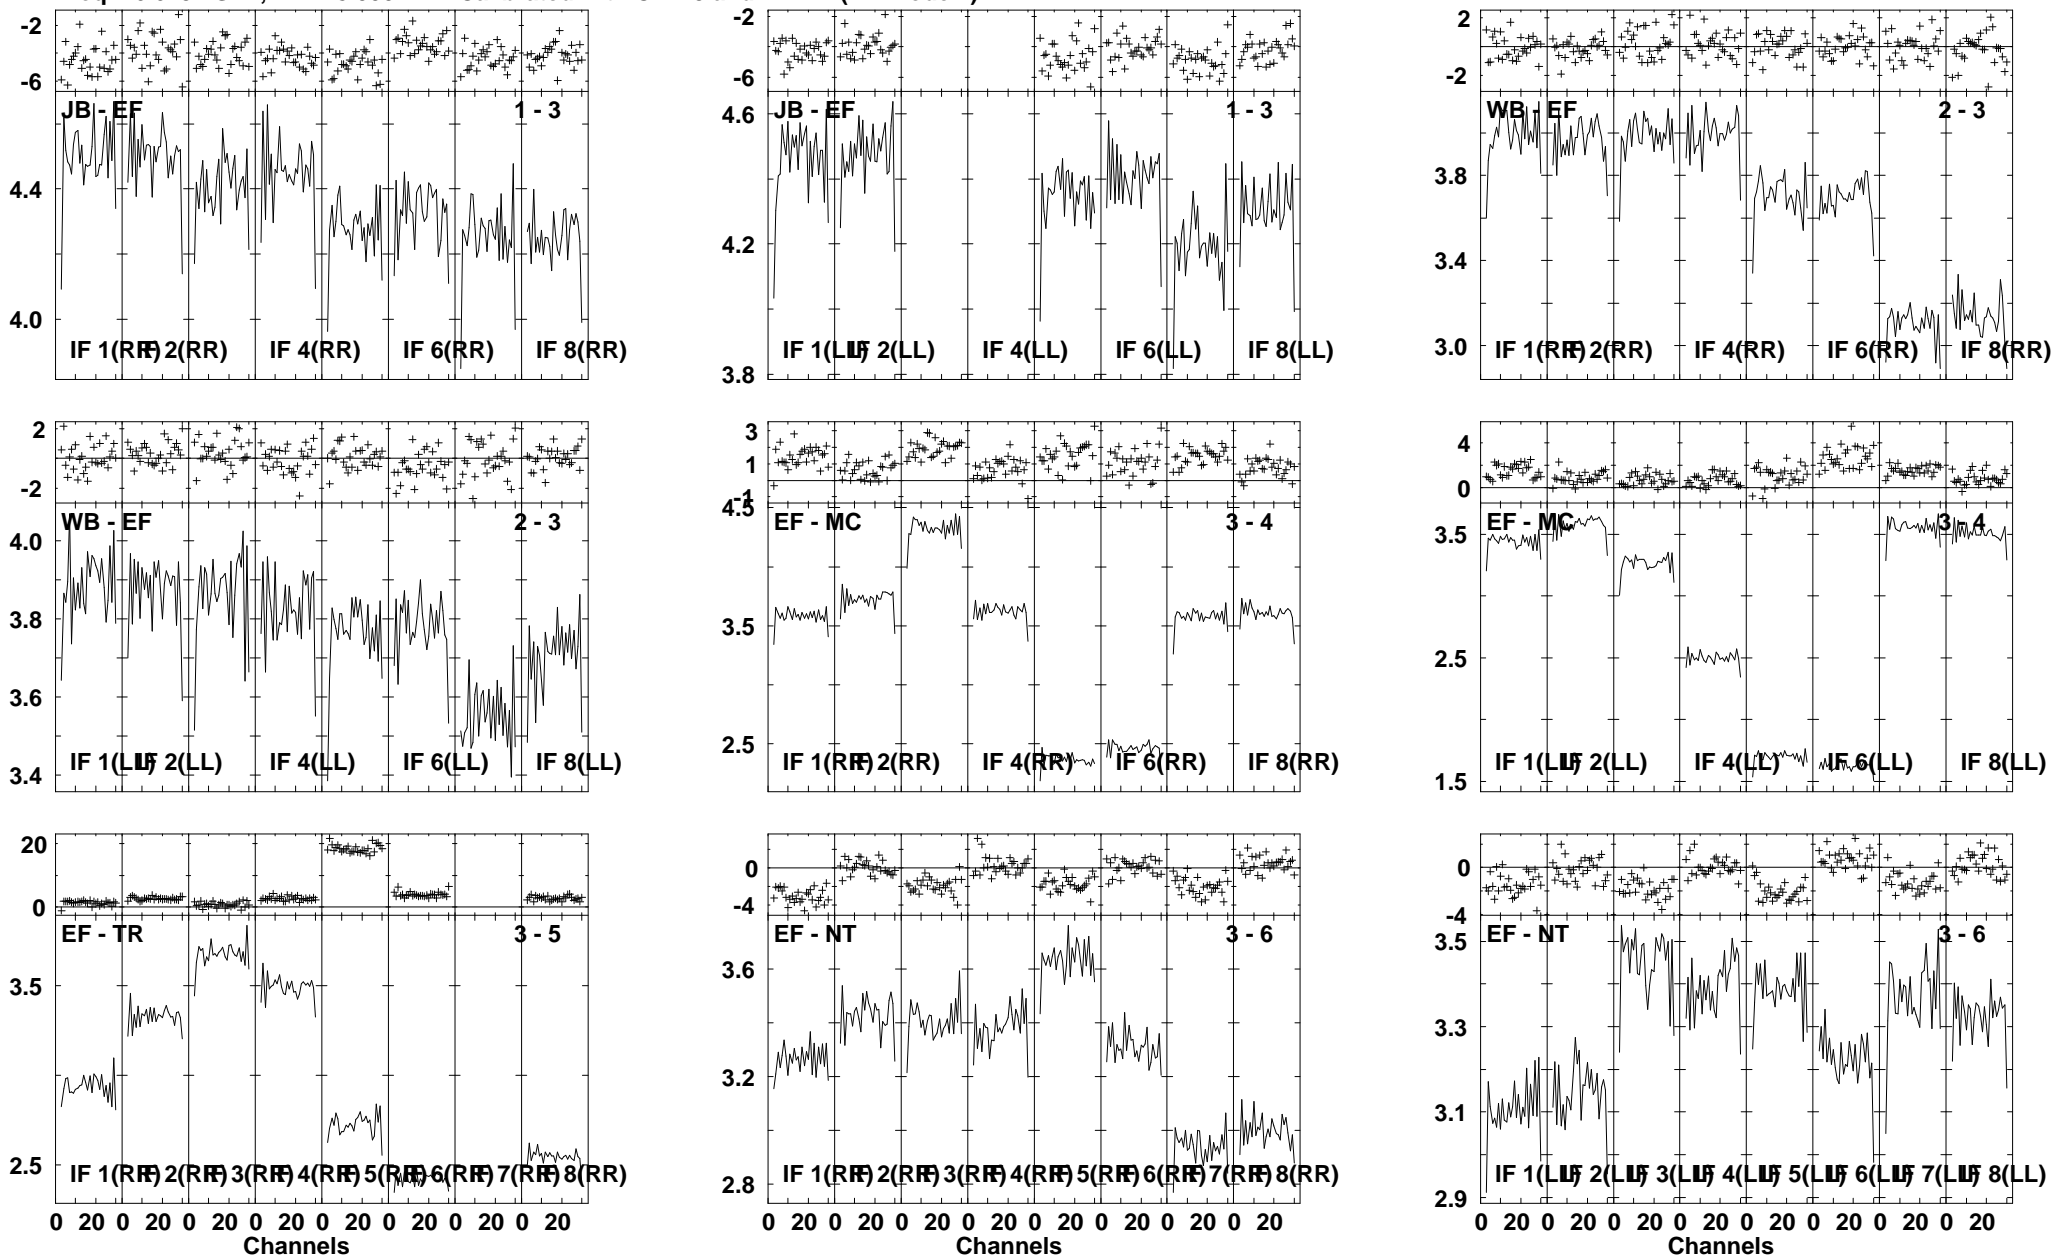 -2 -2 2
-6 -6 -2
JB - EF 1 - 3 JB - EF 1 - 3 WB - EF 2 - 3
4.4 4.6 3.8
4.0 4.2 3.4
3.8 3.0
IF 1(RR) IF 2(RR) IF 4(RR) IF 6(RR) IF 8(RR)
IF 1(LL) IF 2(LL) IF 4(LL) IF 6(LL) IF 8(LL)
IF 1(RR) IF 2(RR) IF 4(RR) IF 6(RR) IF 8(RR)
2 3 4
-2 1 0
-1
WB - EF 2 - 3 EF - MC 3 - 4 EF - MC 3 - 4
4.0 4.5 3.5
3.8 3.5 2.5
3.6 2.5 1.5
3.4
IF 1(LL) IF 2(LL) IF 4(LL) IF 6(LL) IF 8(LL)
IF 1(RR) IF 2(RR) IF 4(RR) IF 6(RR) IF 8(RR)
IF 1(LL) IF 2(LL) IF 4(LL) IF 6(LL) IF 8(LL)
20 0 0
0 -4 -4
EF - TR 3 - 5 EF - NT 3 - 6 EF - NT 3 - 6
3.5 3.6 3.5
2.5 3.2 3.3
2.8 3.1
2.9
IF 1(RR) IF 2(RR) IF 3(RR) IF 4(RR) IF 5(RR) IF 6(RR) IF 7(RR) IF 8(RR)
IF 1(RR) IF 2(RR) IF 3(RR) IF 4(RR) IF 5(RR) IF 6(RR) IF 7(RR) IF 8(RR)
IF 1(LL) IF 2(LL) IF 3(LL) IF 4(LL) IF 5(LL) IF 6(LL) IF 7(LL) IF 8(LL)
0 20 0 20 0 20 0 20 0 20 0 20 0 20 0 20
0 20 0 20 0 20 0 20 0 20 0 20 0 20 0 20
0 20 0 20 0 20 0 20 0 20 0 20 0 20 0 20
Channels Channels Channels